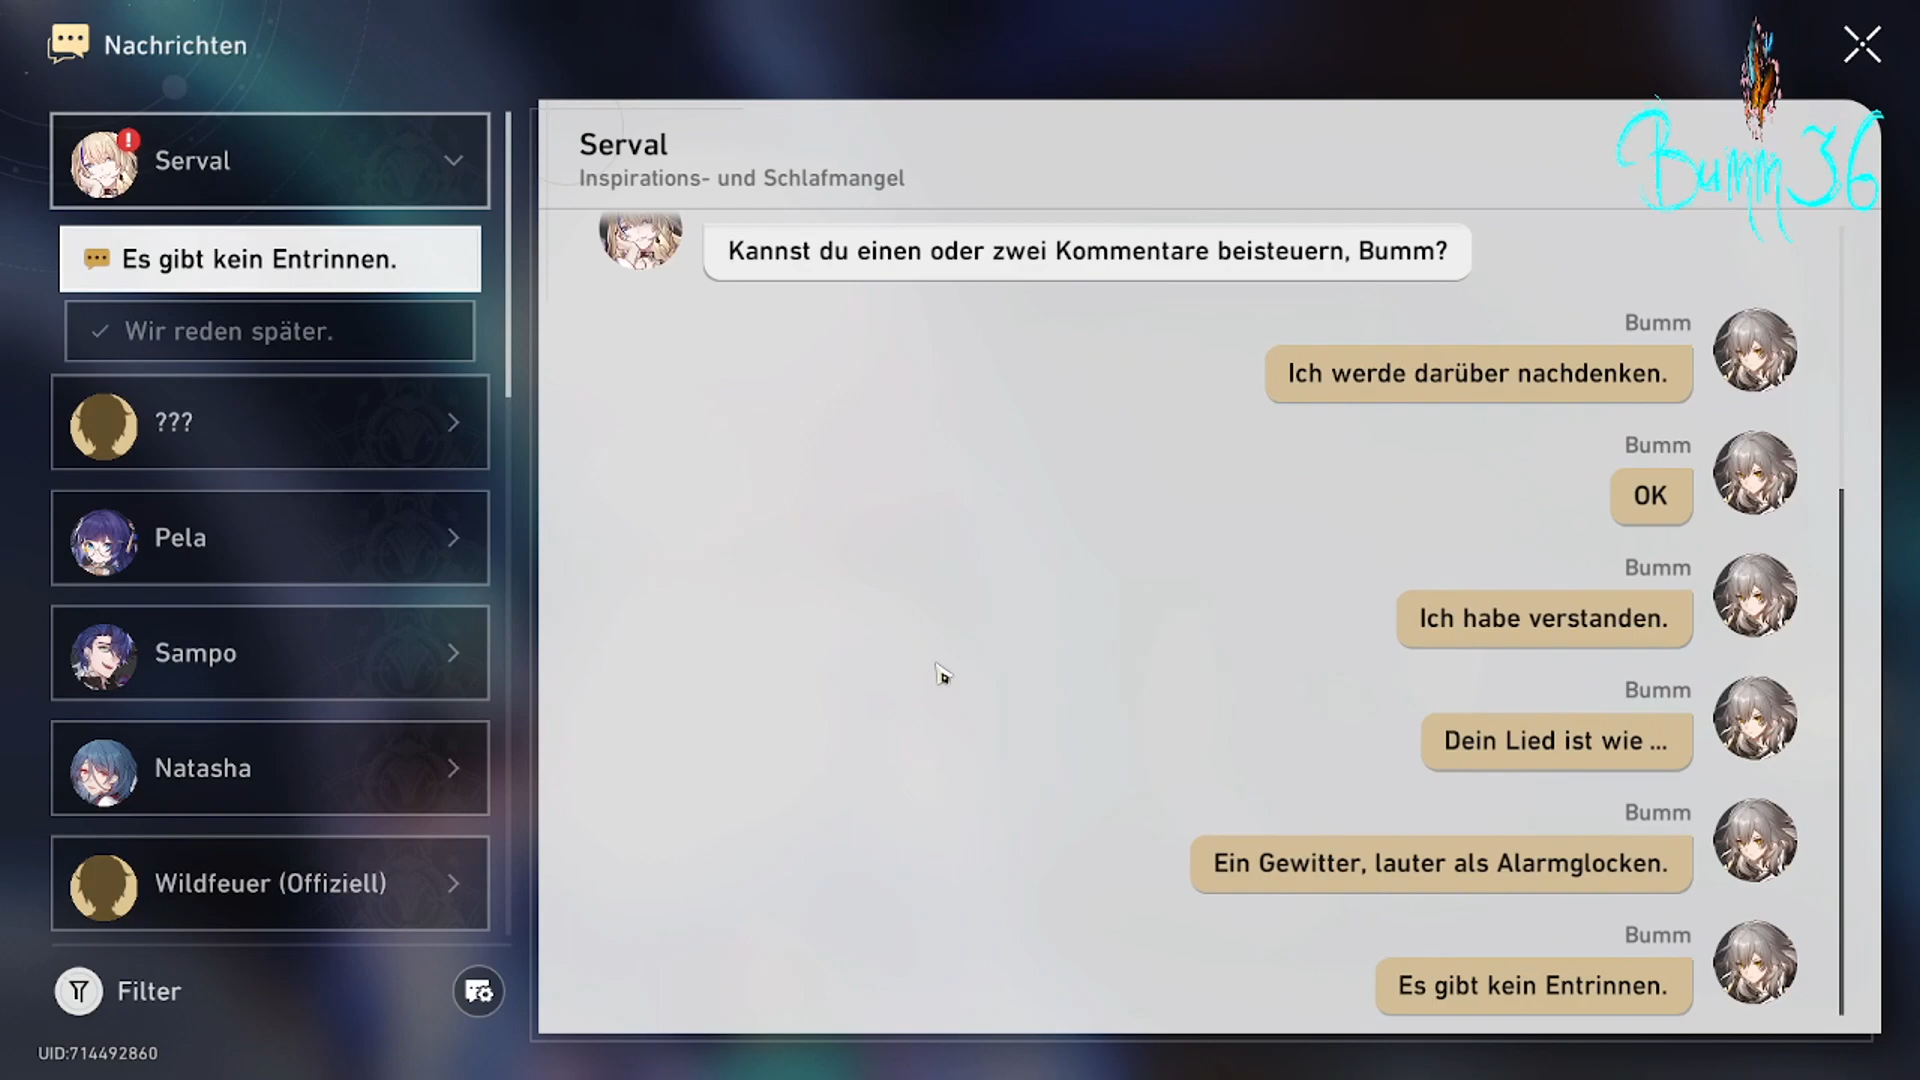 Nachrichten
Serval
Es gibt kein Entrinnen.
Wir reden später.
???
Pela
Sampo
Natasha
Wildfeuer (Offiziell)
Filter
UID:714492860
Serval
Inspirations- und Schlafmangel
Bumm36
Kannst du einen oder zwei Kommentare beisteuern, Bumm?
Bumm
Ich werde darüber nachdenken.
Bumm
OK
Bumm
Ich habe verstanden.
Bumm
Dein Lied ist wie ...
Bumm
Ein Gewitter, lauter als Alarmglocken.
Bumm
Es gibt kein Entrinnen.